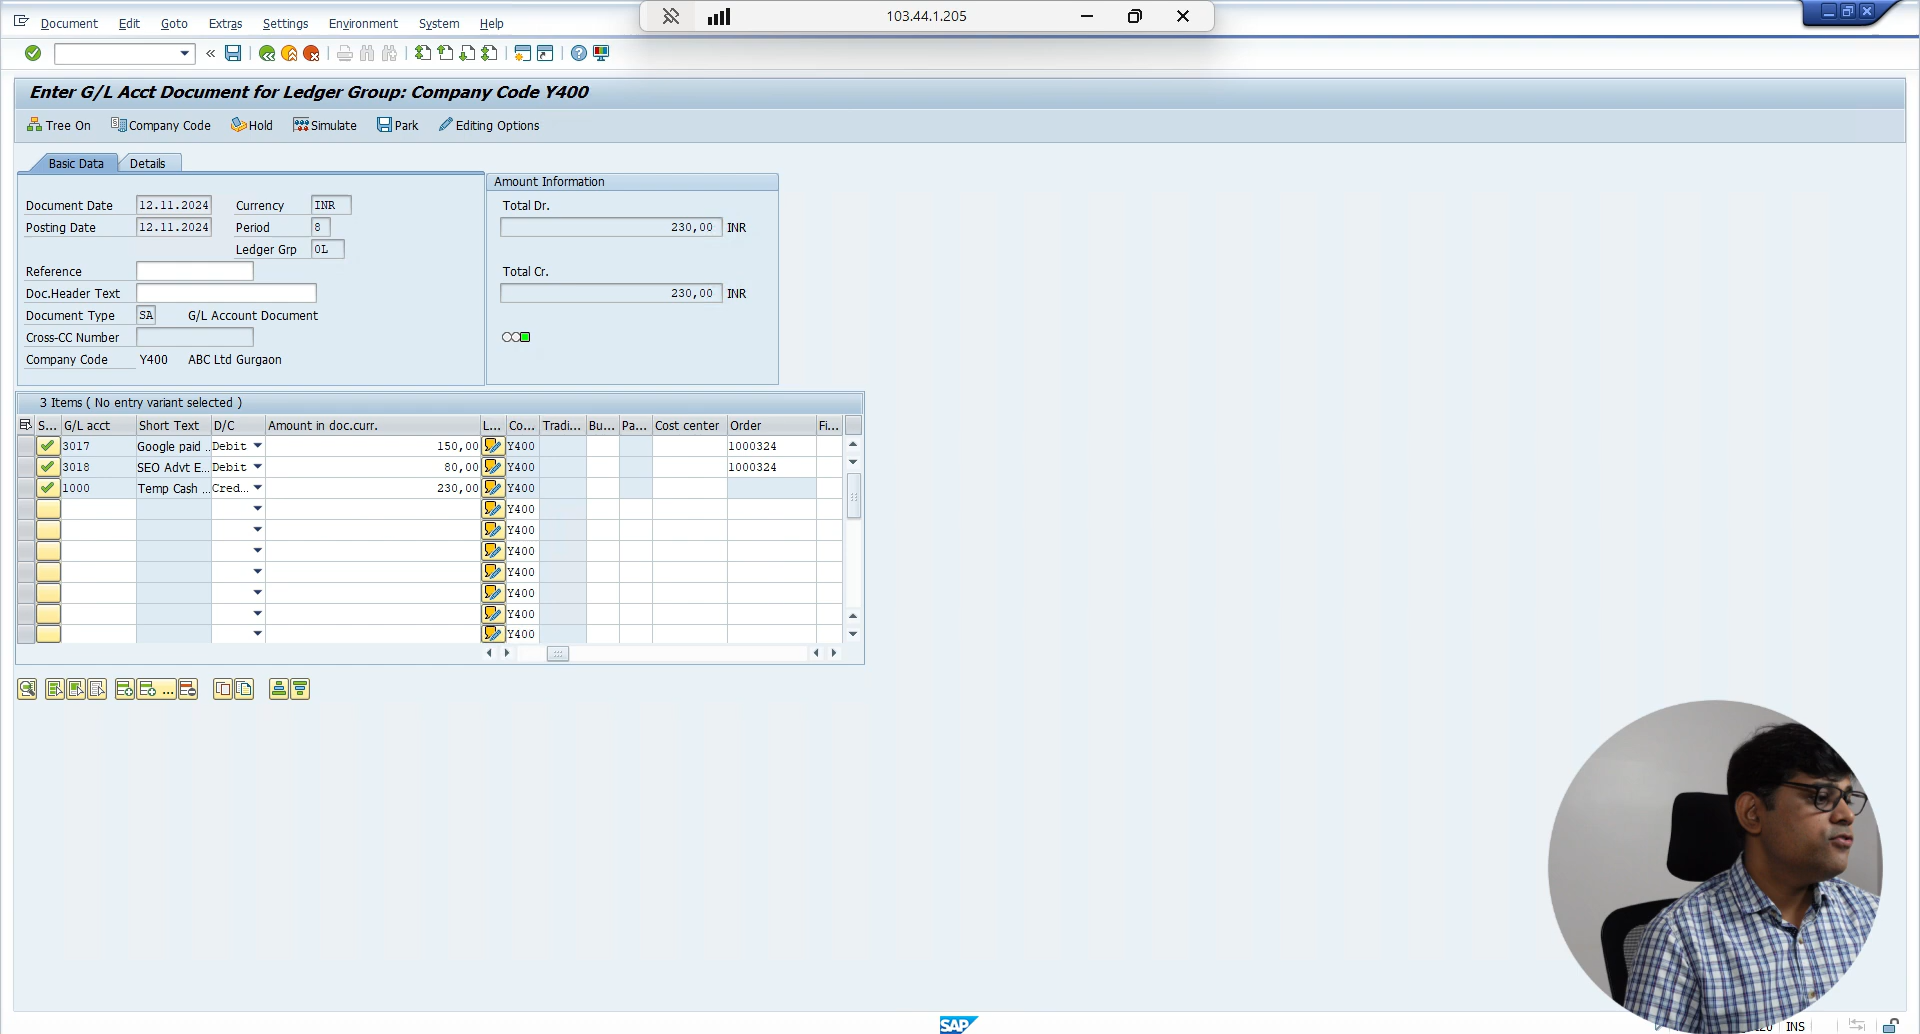 Document Edit Goto Extras Settings Environment System Help
103.44.1.205
Enter G/L Acct Document for Ledger Group: Company Code Y400
Tree On Company Code Hold Simulate Park Editing Options
Basic Data Details
Document Date 12.11.2024 Currency INR
Posting Date 12.11.2024 Period 8
Ledger Grp 0L
Reference
Doc.Header Text
Document Type SA G/L Account Document
Cross-CC Number
Company Code Y400 ABC Ltd Gurgaon
Amount Information
Total Dr.
230,00 INR
Total Cr.
230,00 INR
3 Items ( No entry variant selected )
S... G/L acct Short Text D/C Amount in doc.curr. L... Co... Tradi... Bu... Pa... Cost center Order Fi...
3017 Google paid .. Debit 150,00 Y400 1000324
3018 SEO Advt E... Debit 80,00 Y400 1000324
1000 Temp Cash ... Cred... 230,00 Y400
Y400
Y400
Y400
Y400
Y400
Y400
Y400
SAP
INS